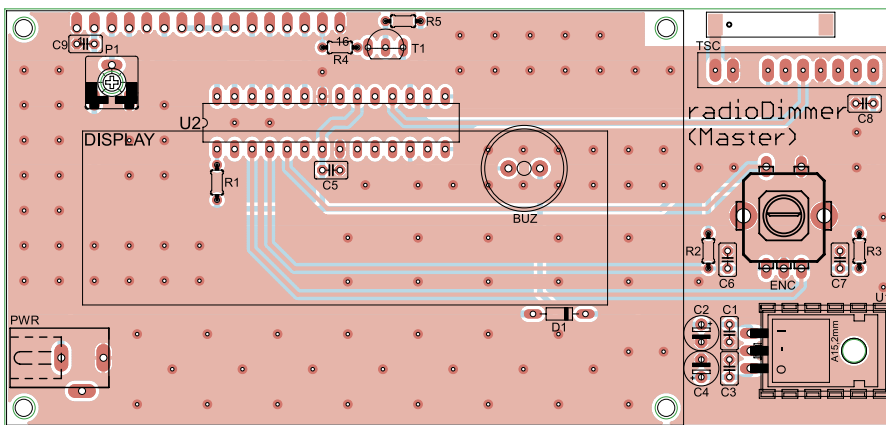 R5
C9
16
P1
R4
T1
TSC
U2
radioDimmer
C8
DISPLAY
(Master)
C5
R1
BUZ
R2
R3
C6
ENC
C7
U1
PWR
D1
C2
C1
A15,2mm
I
-
O
C4
C3